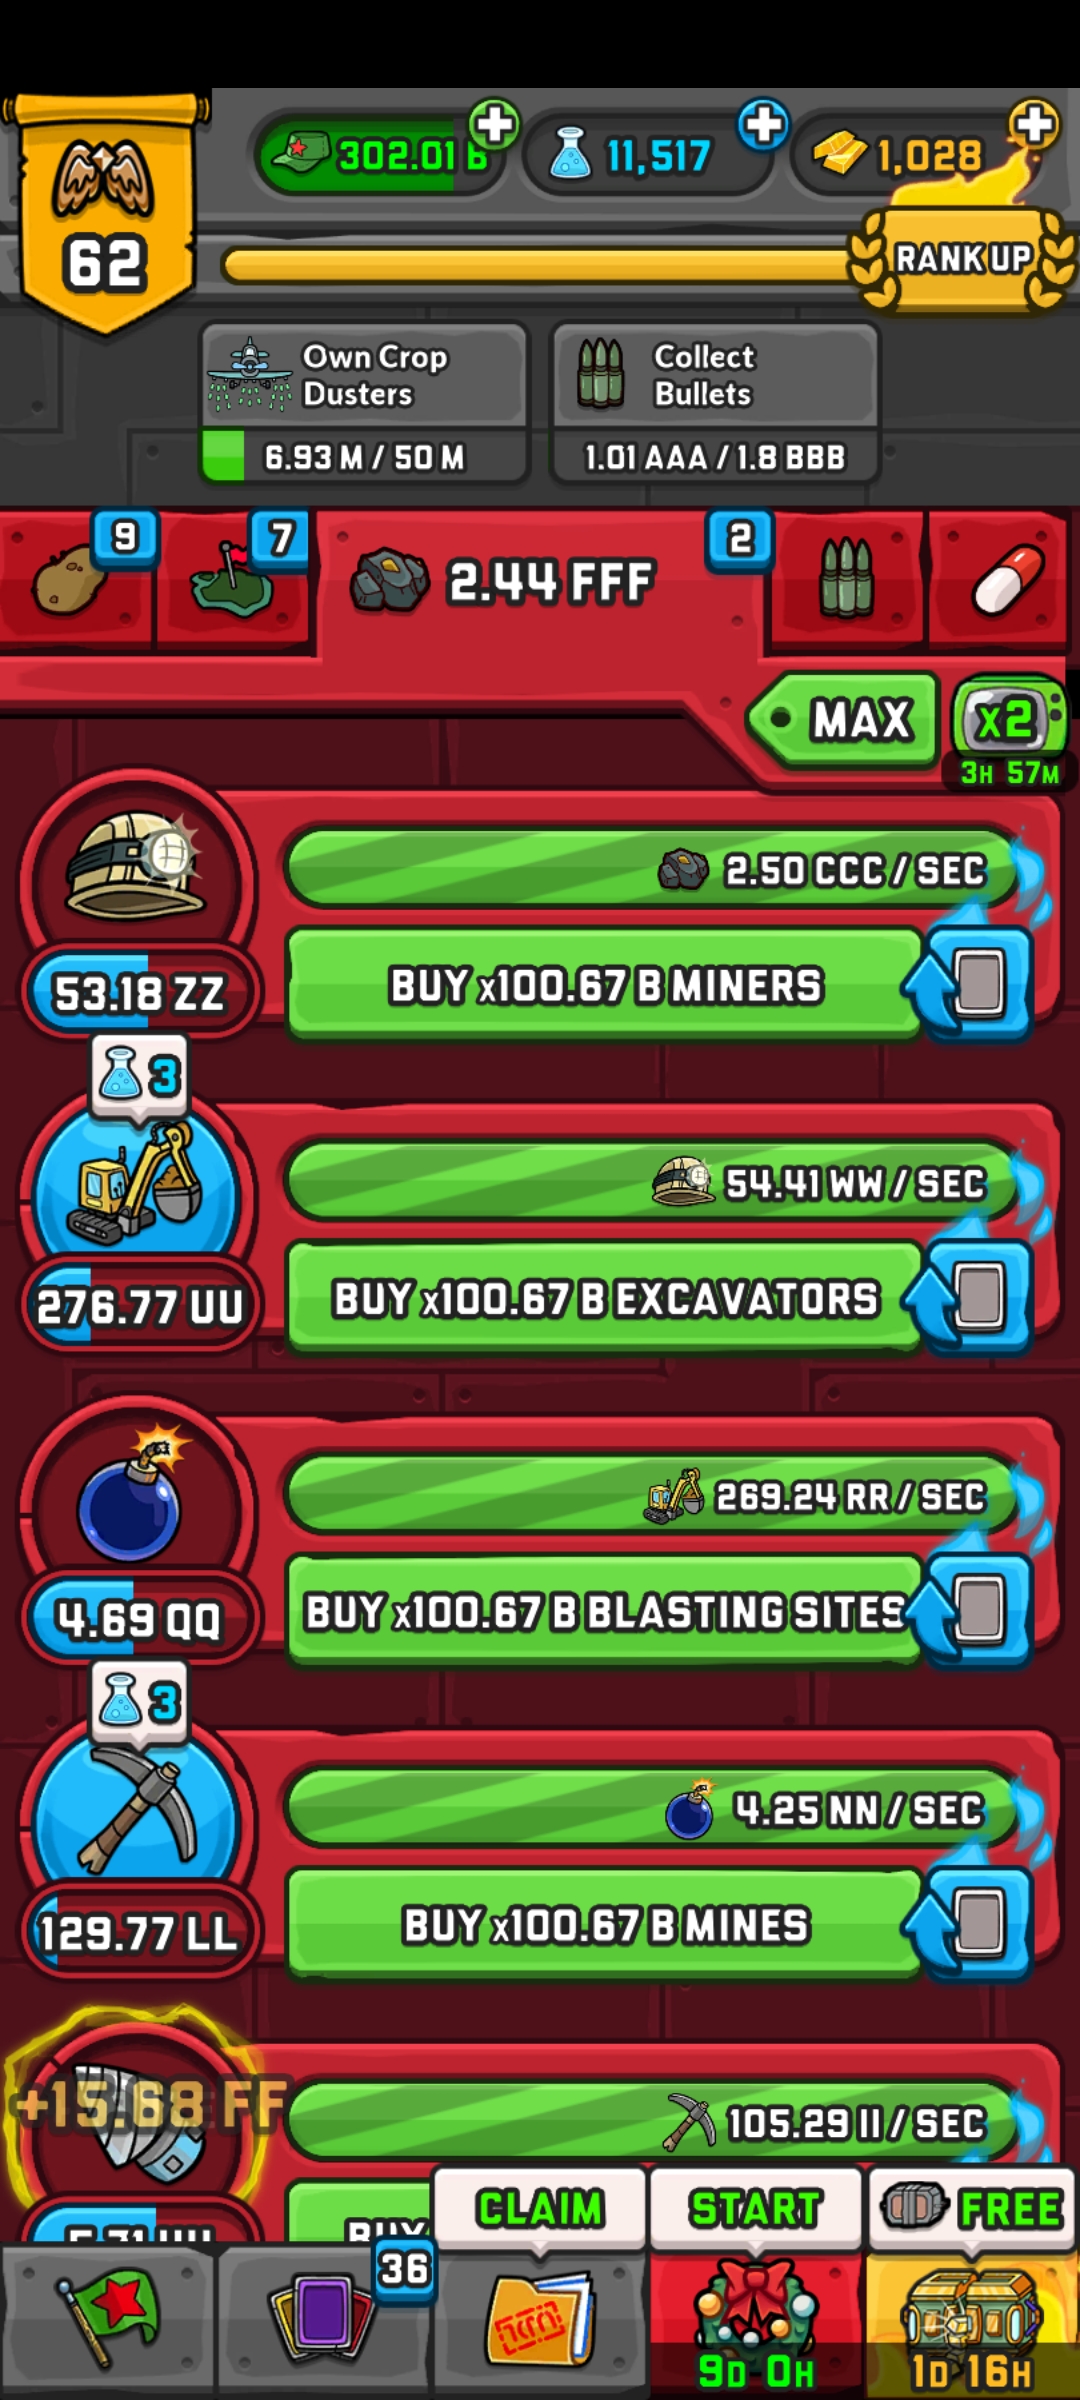 302.01 B
11,517
1,028
62
RANK UP
Own Crop
Dusters
6.93 M / 50 M
Collect
Bullets
1.01 AAA / 1.8 BBB
9
7
2.44 FFF
2
MAX
x2
3H 57M
2.50 CCC / SEC
BUY x100.67 B MINERS
53.18 ZZ
3
54.41 WW / SEC
BUY x100.67 B EXCAVATORS
276.77 UU
269.24 RR / SEC
BUY x100.67 B BLASTING SITES
4.69 QQ
3
4.25 NN / SEC
BUY x100.67 B MINES
129.77 LL
+15.68 FF
105.29 II / SEC
BUY
CLAIM
START
FREE
36
9D 0H
1D 16H